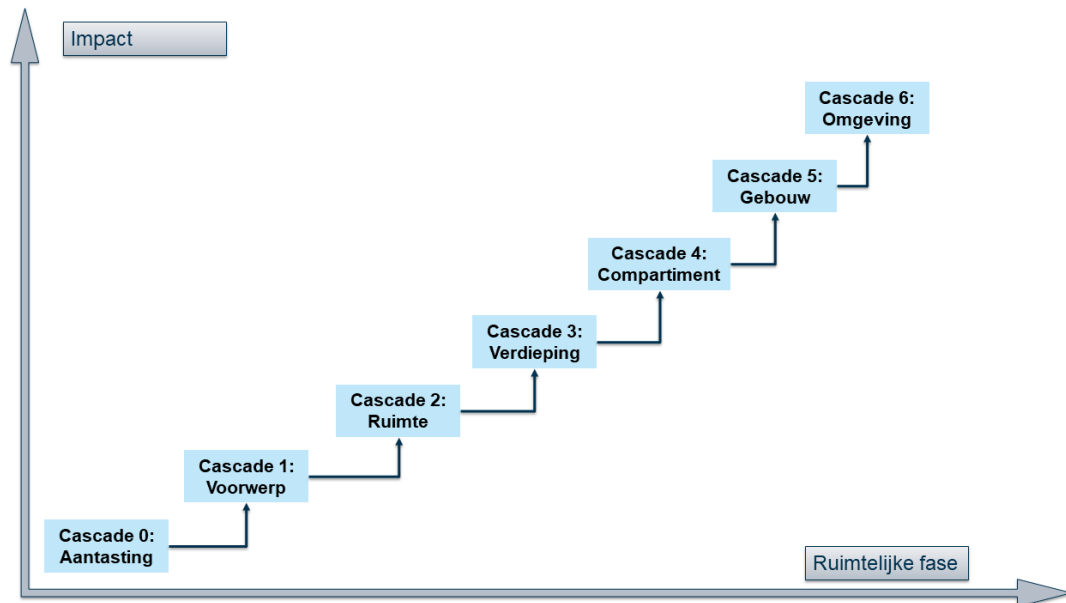 Impact
Cascade 6:
Omgeving
Cascade 5:
Gebouw
Cascade 4:
Compartiment
Cascade 3:
Verdieping
Cascade 2:
Ruimte
Cascade 1:
Voorwerp
Cascade 0:
Aantasting
Ruimtelijke fase